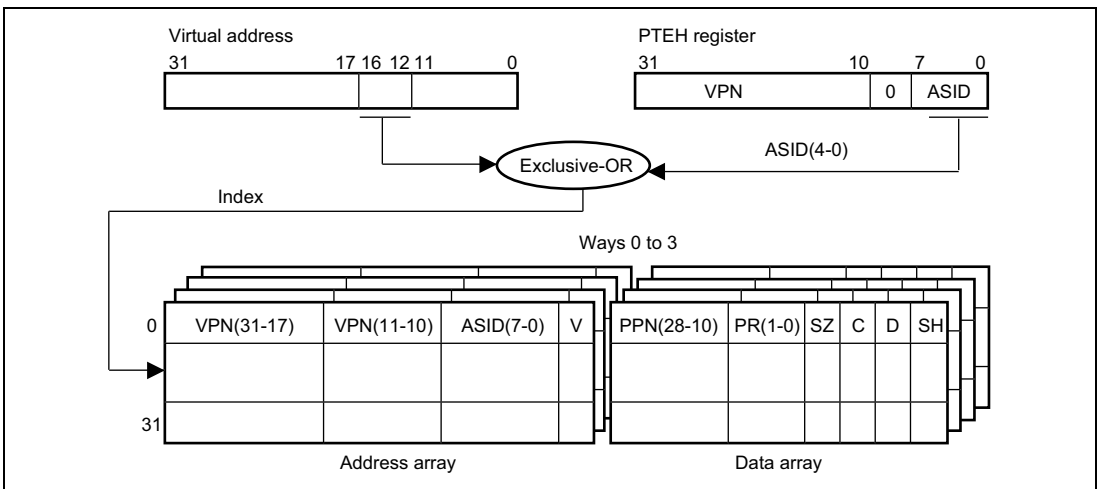 Virtual address PTEH register
31 17 16 12 11 0 31 10 7 0
VPN 0 ASID
Exclusive-OR ASID(4-0)
Index
Ways 0 to 3
0 VPN(31-17) VPN(11-10) ASID(7-0) V PPN(28-10) PR(1-0) SZ C D SH
31
Address array Data array